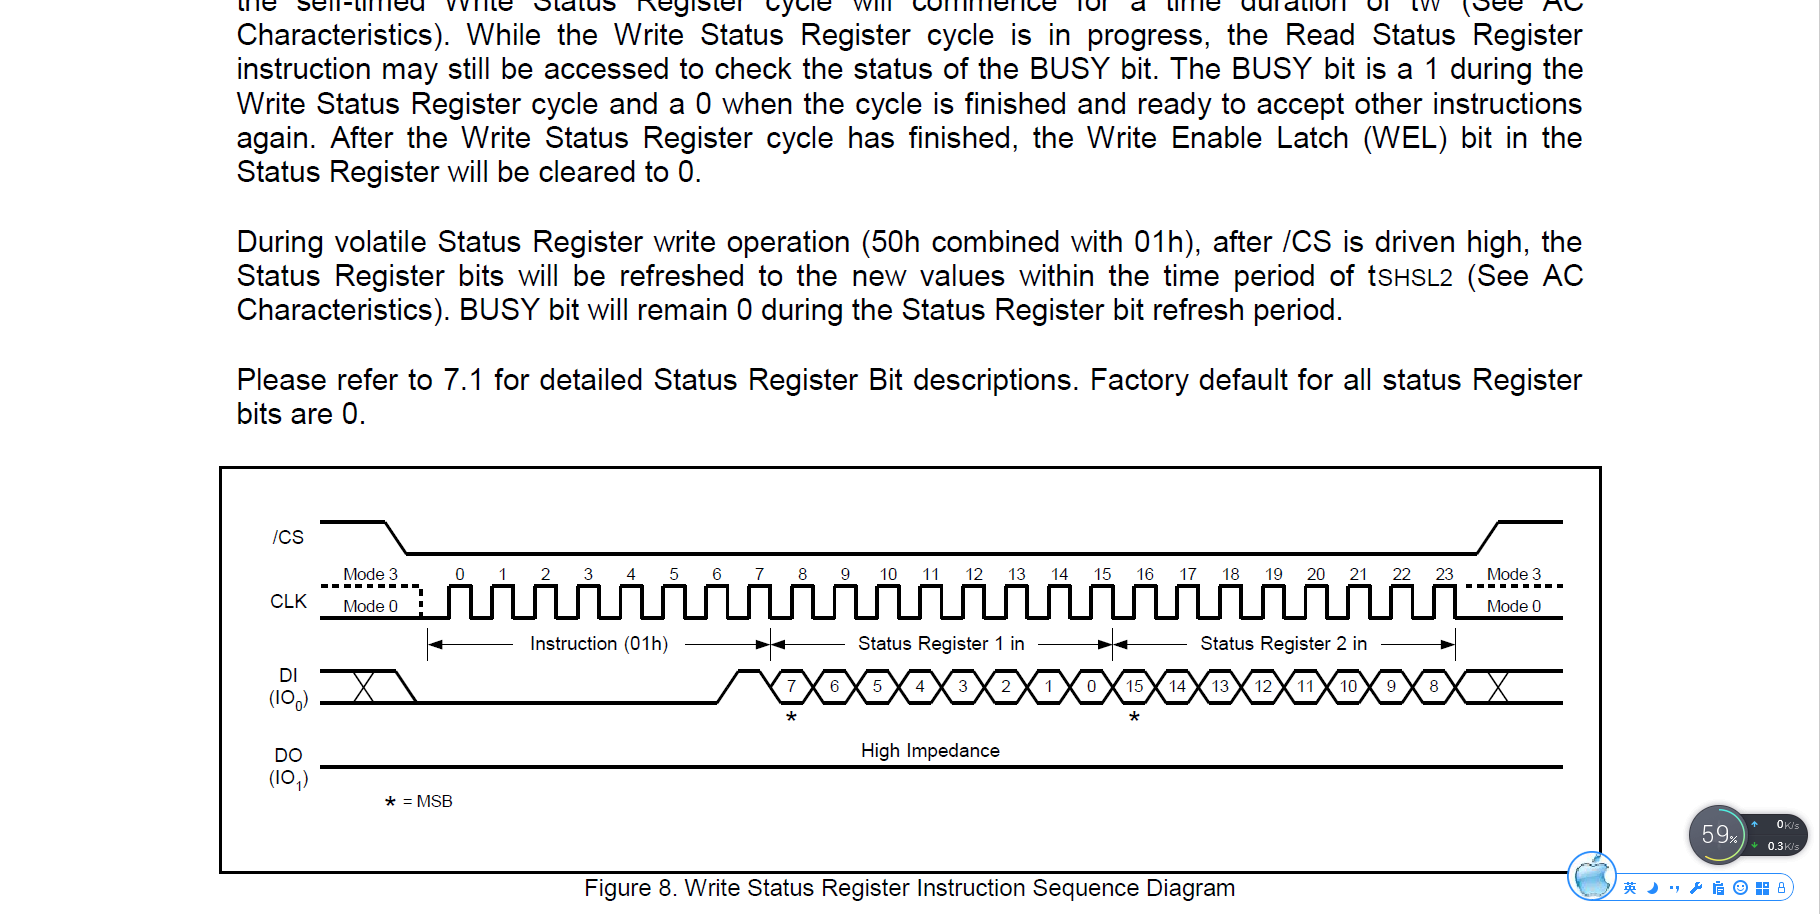 the self-timed Write Status Register cycle will commence for a time duration of tW (See AC
Characteristics). While the Write Status Register cycle is in progress, the Read Status Register
instruction may still be accessed to check the status of the BUSY bit. The BUSY bit is a 1 during the
Write Status Register cycle and a 0 when the cycle is finished and ready to accept other instructions
again. After the Write Status Register cycle has finished, the Write Enable Latch (WEL) bit in the
Status Register will be cleared to 0.
During volatile Status Register write operation (50h combined with 01h), after /CS is driven high, the
Status Register bits will be refreshed to the new values within the time period of tSHSL2 (See AC
Characteristics). BUSY bit will remain 0 during the Status Register bit refresh period.
Please refer to 7.1 for detailed Status Register Bit descriptions. Factory default for all status Register
bits are 0.
/CS
Mode 3 0 1 2 3 4 5 6 7 8 9 10 11 12 13 14 15 16 17 18 19 20 21 22 23 Mode 3
CLK
Mode 0 Mode 0
Instruction (01h) Status Register 1 in Status Register 2 in
DI
(IO0)
7 6 5 4 3 2 1 0 15 14 13 12 11 10 9 8
* *
High Impedance
DO
(IO1)
* = MSB
Figure 8. Write Status Register Instruction Sequence Diagram
59%
0K/s
0.3K/s
英